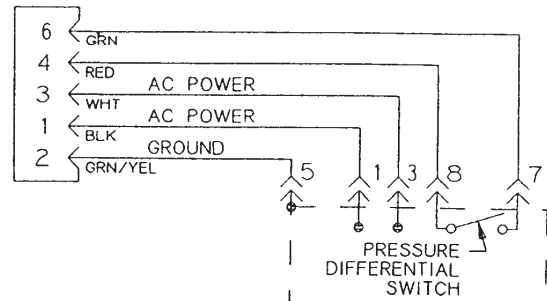 6 GRN
4 RED
3 WHT AC POWER
1 BLK AC POWER
2 GRN/YEL GROUND
5 1 3 8 7
PRESSURE
DIFFERENTIAL
SWITCH